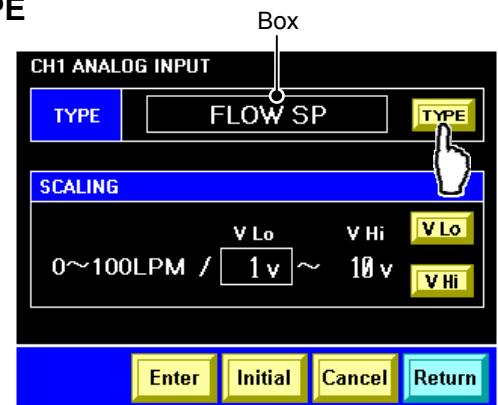 PE
Box
CH1 ANALOG INPUT
TYPE FLOW SP TYPE
SCALING
V Lo V Hi V Lo
0~100LPM / 1 v ~ 10 v
V Hi
Enter Initial Cancel Return